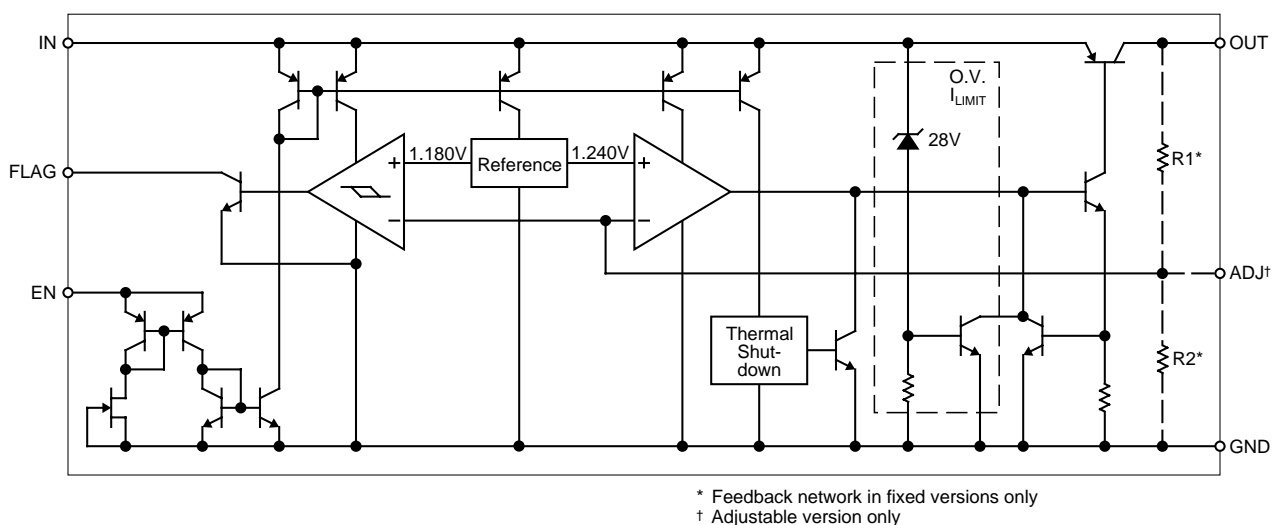 IN
OUT
O.V.
I_LIMIT
28V
R1*
1.180V
Reference
1.240V
+
+
FLAG
−
−
ADJ†
EN
Thermal
Shut-
down
R2*
GND
* Feedback network in fixed versions only
† Adjustable version only